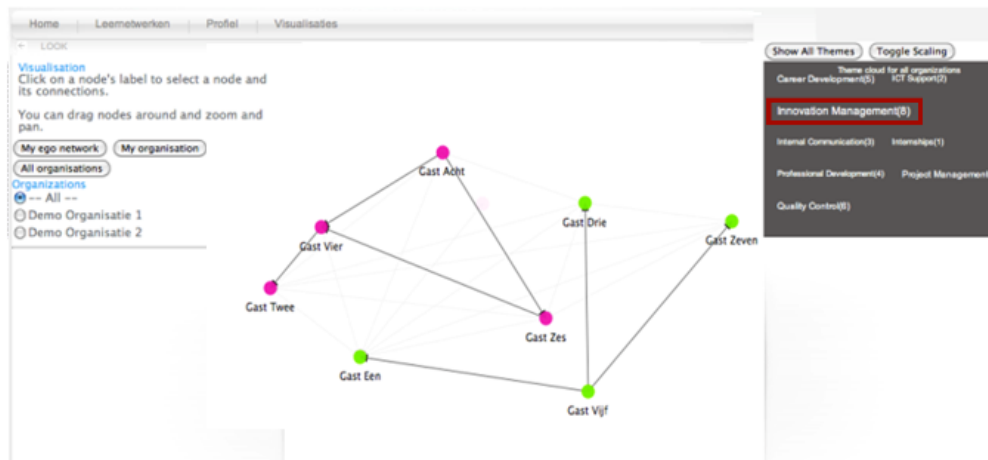 Home Leernetwerken Profiel Visualisaties
← LOOK
Visualisation
Click on a node's label to select a node and
its connections.
You can drag nodes around and zoom and
pan.
My ego network My organisation
All organisations
Organizations
-- All --
Demo Organisatie 1
Demo Organisatie 2
Gast Acht
Gast Drie
Gast Zeven
Gast Vier
Gast Twee
Gast Zes
Gast Een
Gast Vijf
Show All Themes Toggle Scaling
Theme cloud for all organizations
Career Development(5) ICT Support(2)
Innovation Management(8)
Internal Communication(3) Internships(1)
Professional Development(4) Project Management
Quality Control(6)